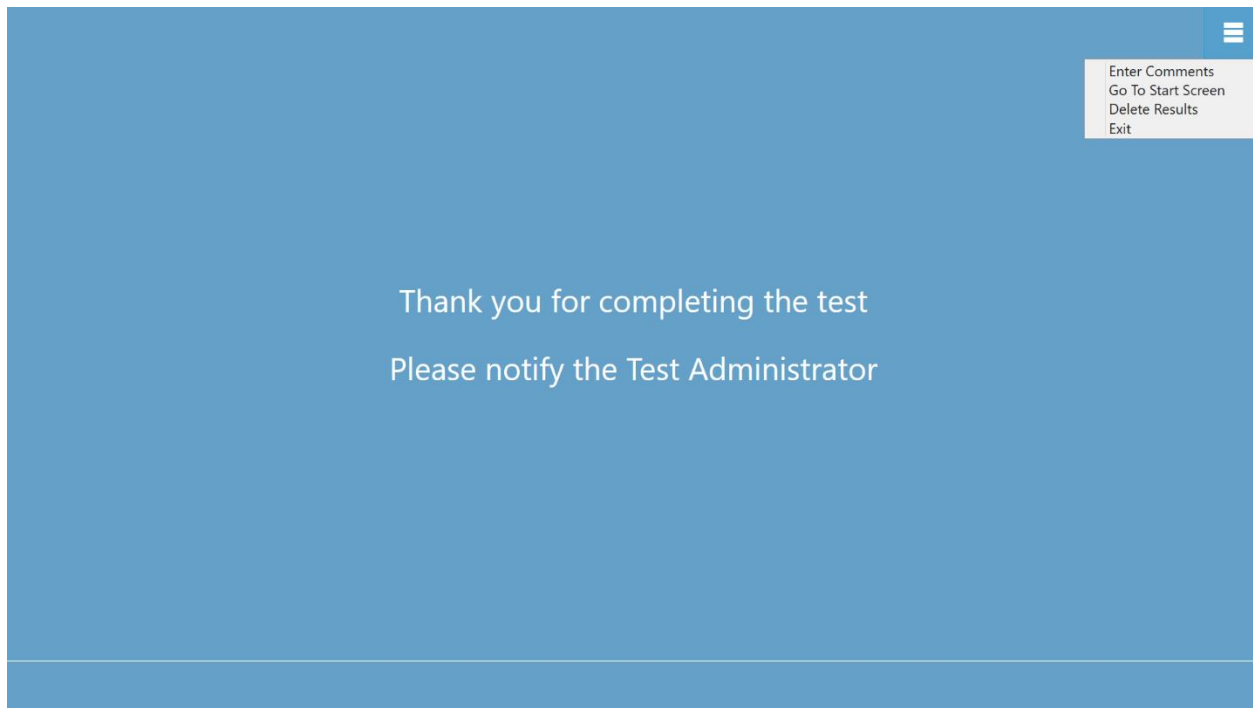 Enter Comments
Go To Start Screen
Delete Results
Exit
Thank you for completing the test
Please notify the Test Administrator